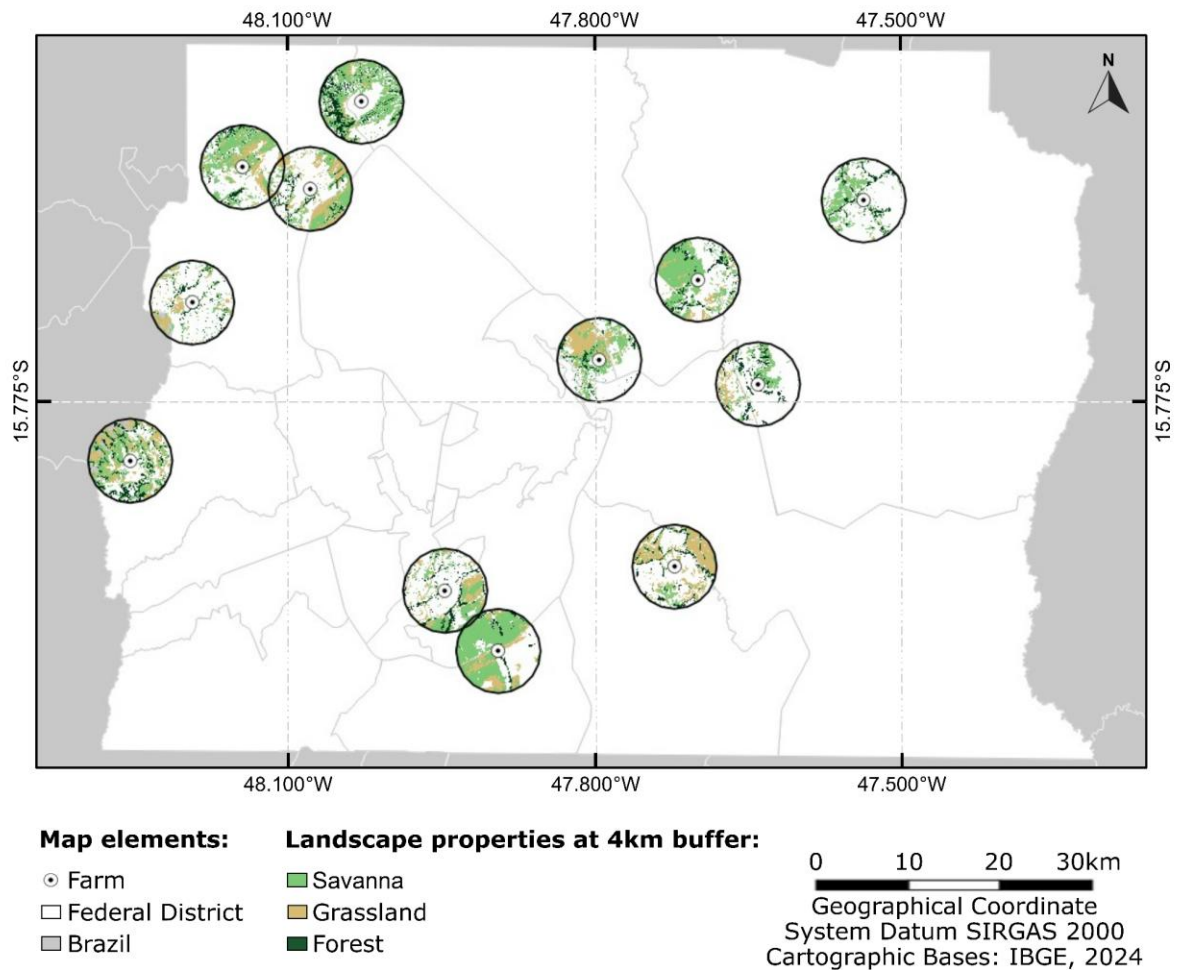 48.100°W 47.800°W 47.500°W
N
15.775°S 15.775°S
48.100°W 47.800°W 47.500°W
Map elements:
Farm
Federal District
Brazil
Landscape properties at 4km buffer:
Savanna
Grassland
Forest
0 10 20 30km
Geographical Coordinate
System Datum SIRGAS 2000
Cartographic Bases: IBGE, 2024